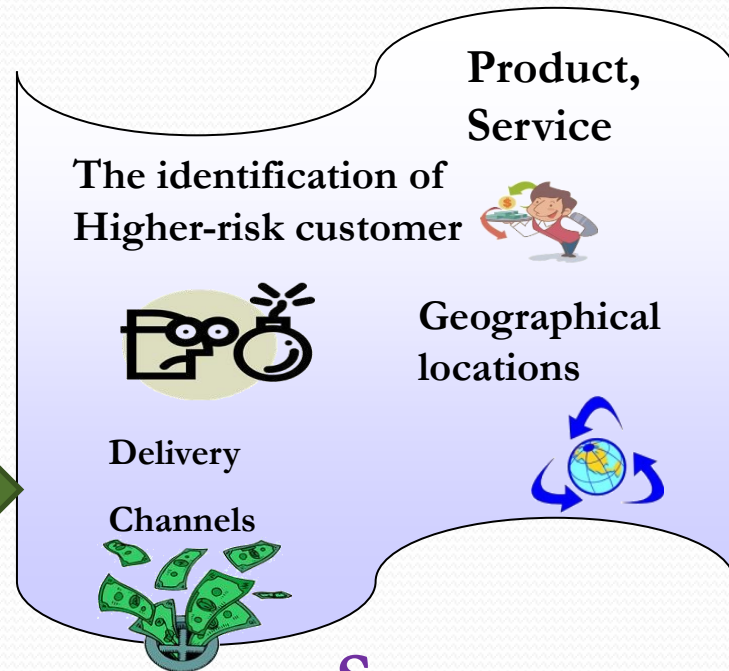 Product,
Service
The identification of
Higher-risk customer
Geographical
locations
Delivery
Channels